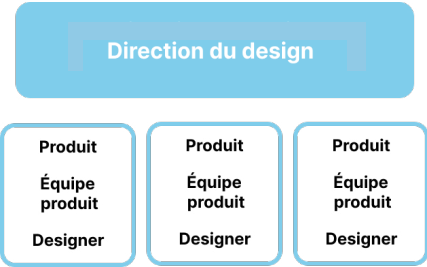 Direction du design
Produit
Équipe
produit
Designer
Produit
Équipe
produit
Designer
Produit
Équipe
produit
Designer